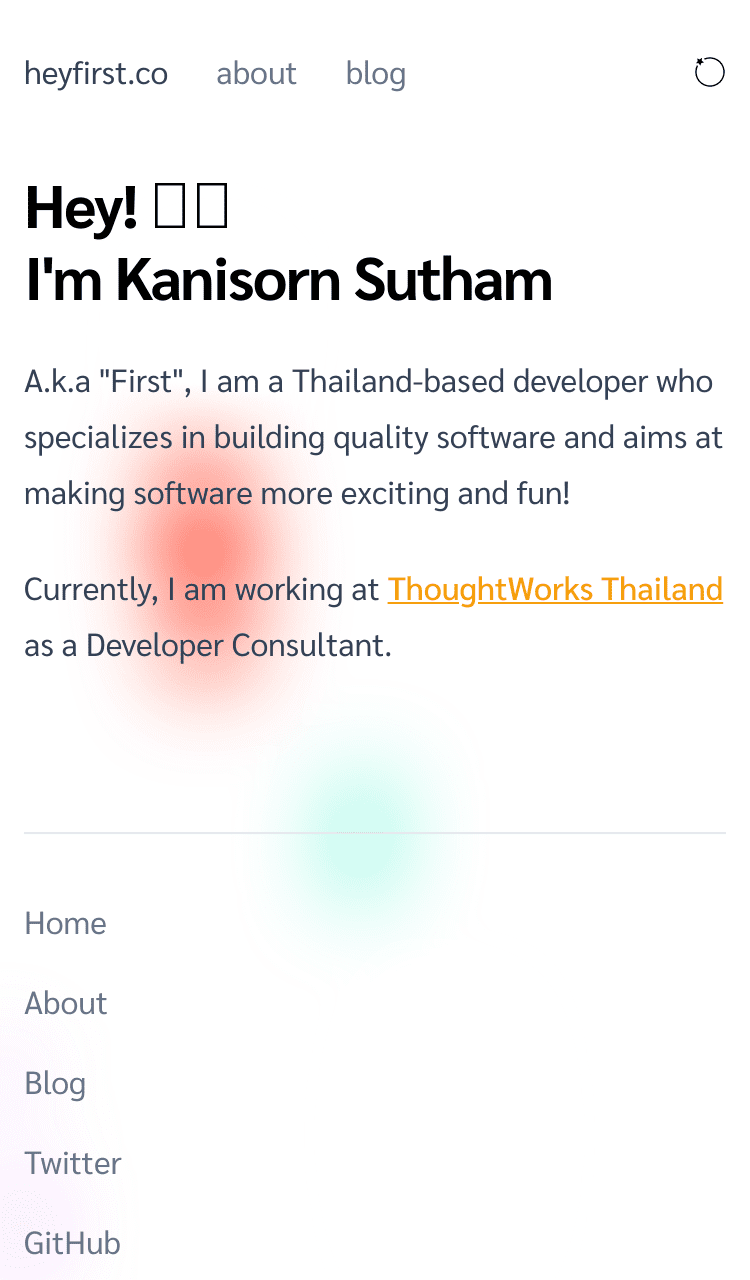 heyfirst.co about blog
Hey!
I'm Kanisorn Sutham
A.k.a "First", I am a Thailand-based developer who
specializes in building quality software and aims at
making software more exciting and fun!
Currently, I am working at ThoughtWorks Thailand
as a Developer Consultant.
Home
About
Blog
Twitter
GitHub